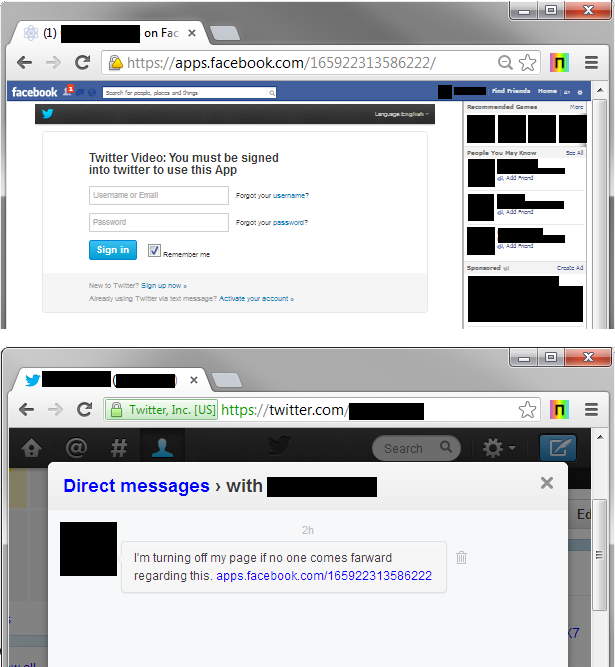 (1) on Fac
https://apps.facebook.com/165922313586222/
facebook 2 Search for people, places and things Find Friends Home
Language: English
Recommended Games More
Twitter Video: You must be signed
into twitter to use this App
Username or Email Forgot your username?
Password Forgot your password?
Sign in Remember me
New to Twitter? Sign up now »
Already using Twitter via text message? Activate your account »
People You May Know See All
Add Friend
Add Friend
Add Friend
Sponsored Create Ad
Twitter, Inc. [US] https://twitter.com/
@ # Search
Direct messages › with
Ed
2h
I'm turning off my page if no one comes farward
regarding this. apps.facebook.com/165922313586222
X7